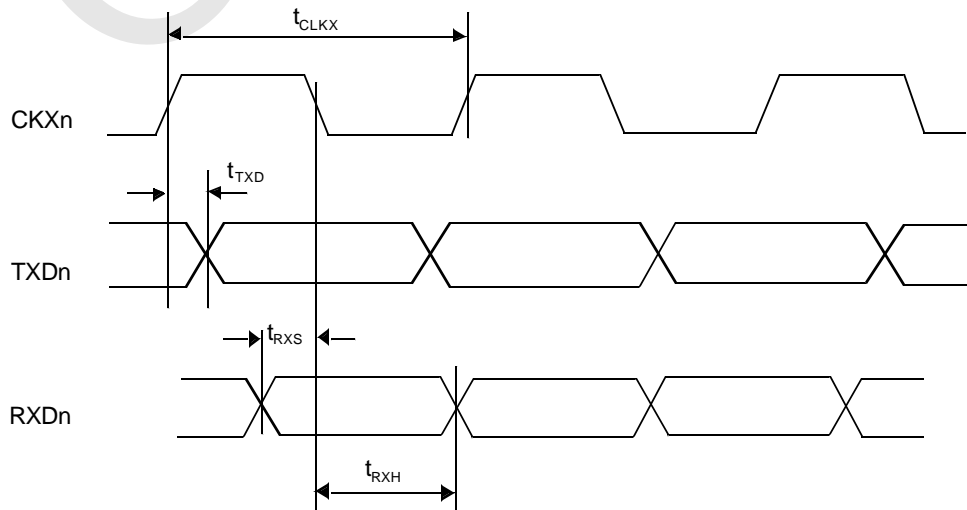 tCLKX
CKXn
tTXD
TXDn
tRXS
RXDn
tRXH